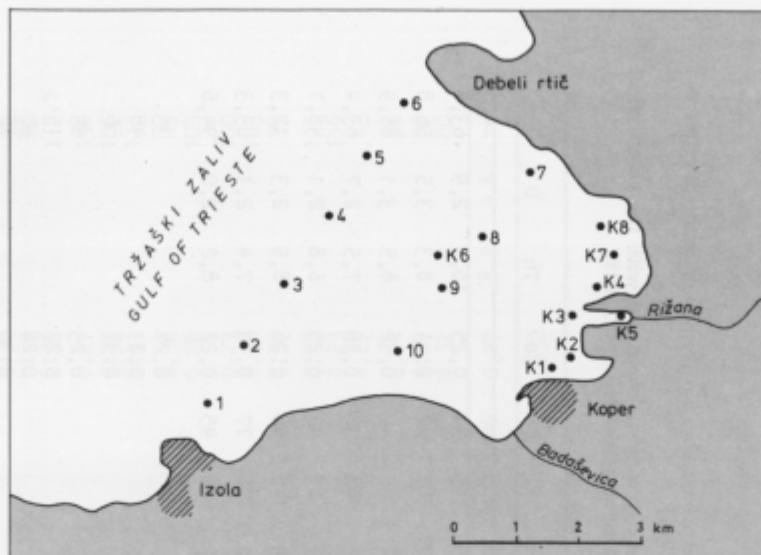 Debeli rtič
6
TRŽAŠKI ZALIV
GULF OF TRIESTE
5
7
4
8
K8
K6
K7
3
9
K4
K3
Rižana
K5
2
10
K2
K1
1
Koper
Izola
Badaševica
0 1 2 3 km